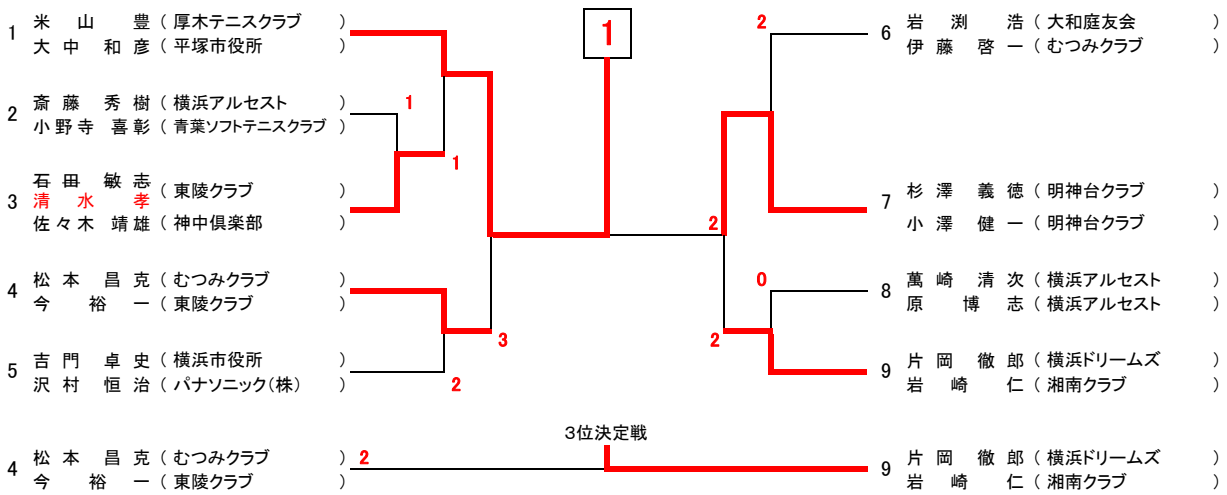 1 米山 豊 ( 厚木テニスクラブ )
大中 和彦 ( 平塚市役所 )
2 斎藤 秀樹 ( 横浜アルセスト )
小野寺 喜彰 ( 青葉ソフトテニスクラブ )
3 石田 敏志
清水 孝 ( 東陵クラブ )
佐々木 靖雄 ( 神中倶楽部 )
4 松本 昌克 ( むつみクラブ )
今 裕一 ( 東陵クラブ )
5 吉門 卓史 ( 横浜市役所 )
沢村 恒治 ( パナソニック(株) )
1
1
3
2
1
2
2
0
2
6 岩渕 浩 ( 大和庭友会 )
伊藤 啓一 ( むつみクラブ )
7 杉澤 義徳 ( 明神台クラブ )
小澤 健一 ( 明神台クラブ )
8 萬崎 清次 ( 横浜アルセスト )
原 博志 ( 横浜アルセスト )
9 片岡 徹郎 ( 横浜ドリームズ )
岩崎 仁 ( 湘南クラブ )
3位決定戦
4 松本 昌克 ( むつみクラブ ) 2
今 裕一 ( 東陵クラブ )
9 片岡 徹郎 ( 横浜ドリームズ )
岩崎 仁 ( 湘南クラブ )